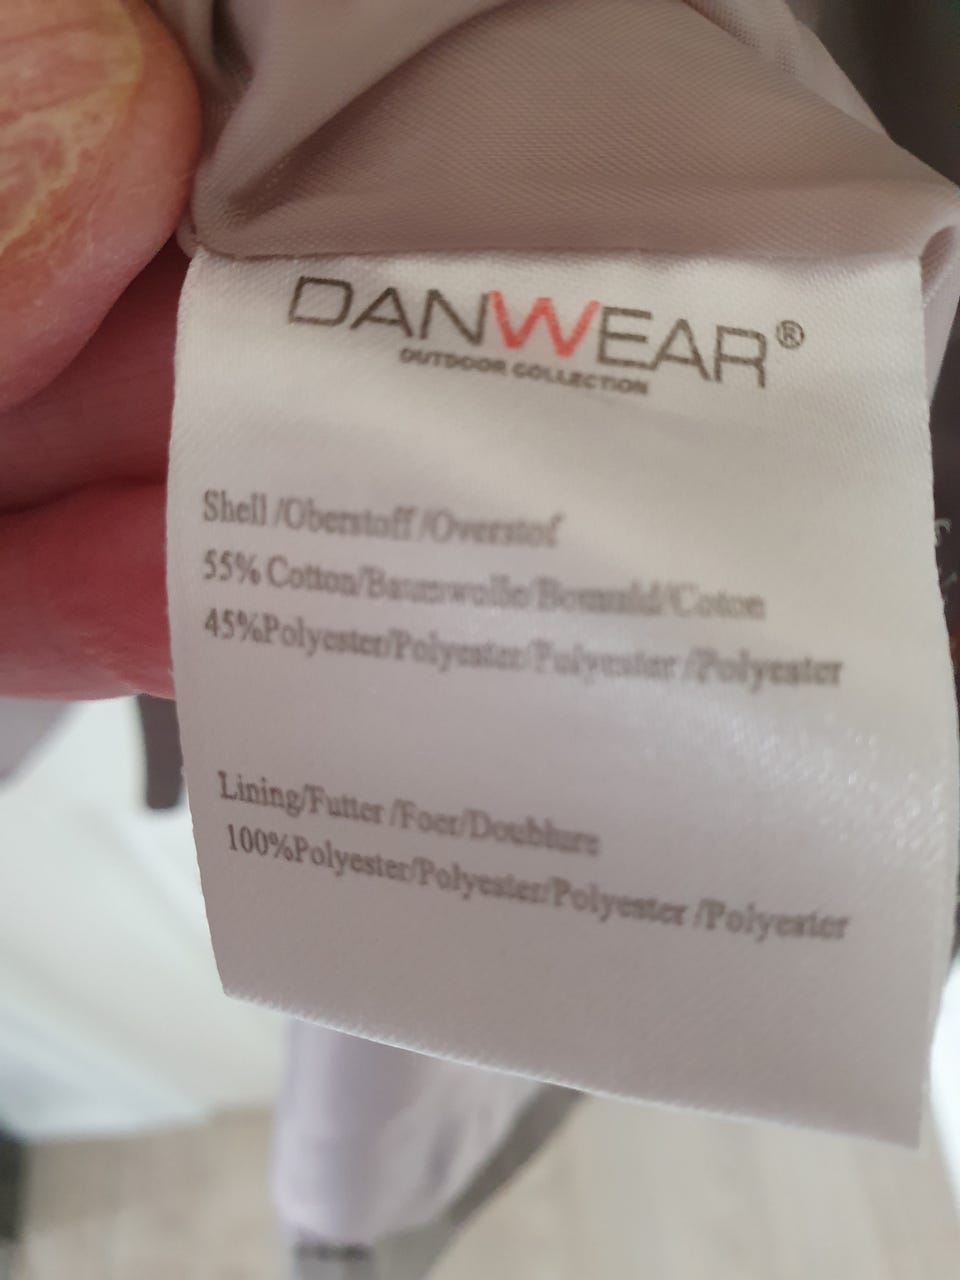 DANWEAR®
OUTDOOR COLLECTION
Shell /Oberstoff /Overstof
55% Cotton/Baumwolle/Bomuld/Coton
45%Polyester/Polyester/Polyester /Polyester
Lining/Futter /Foer/Doublure
100%Polyester/Polyester/Polyester /Polyester